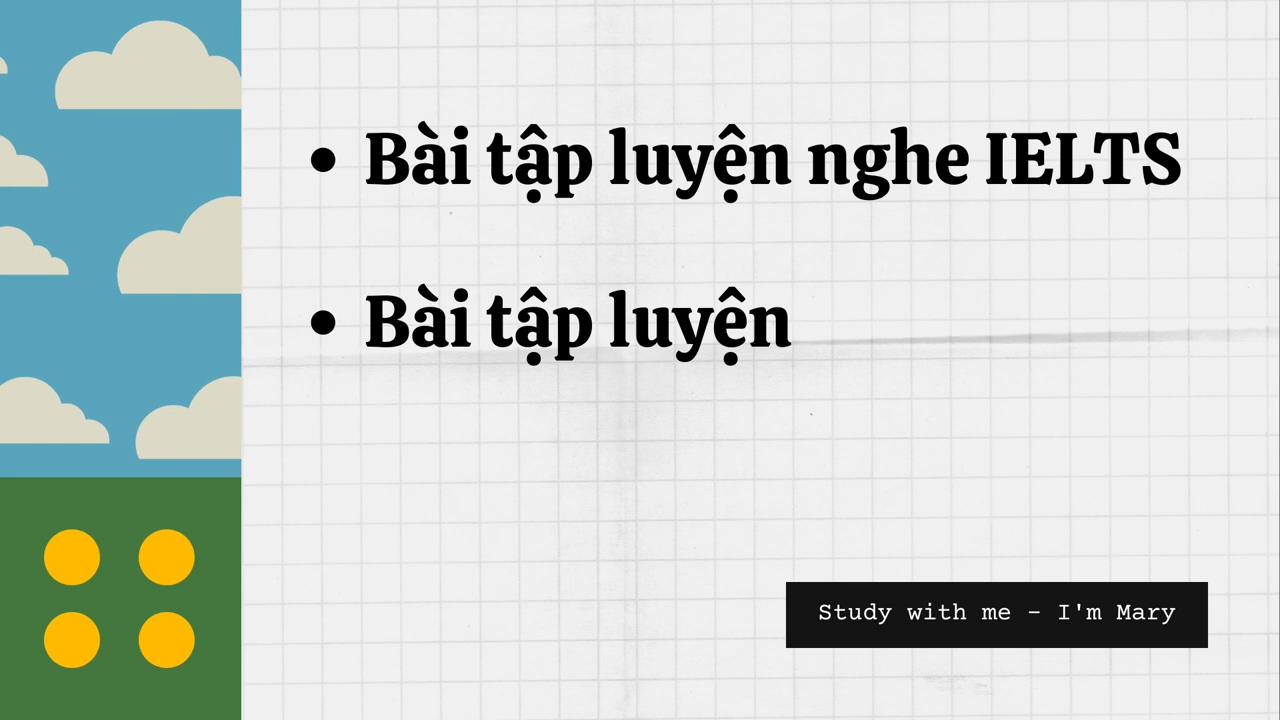 • Bài tập luyện nghe IELTS
• Bài tập luyện
Study with me - I'm Mary